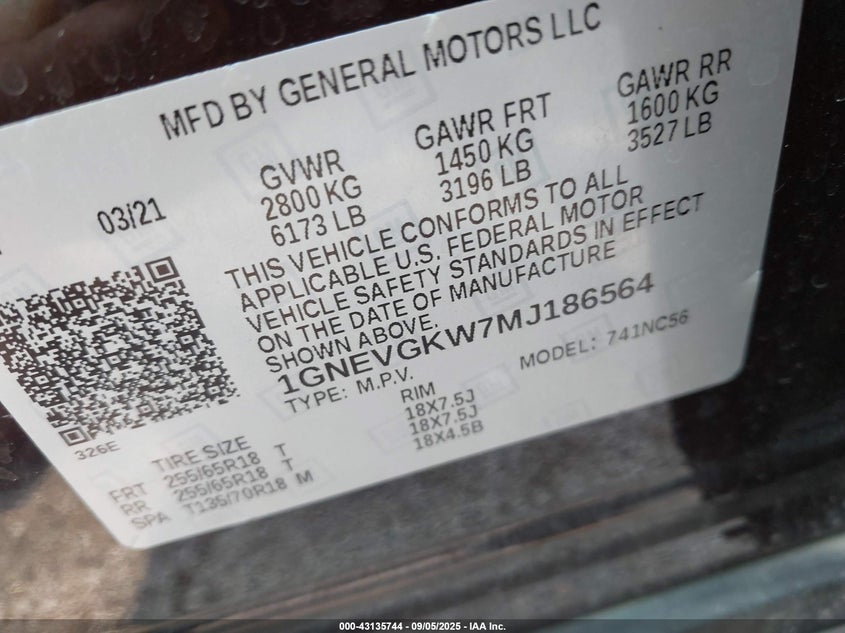 MFD BY GENERAL MOTORS LLC
03/21
GVWR
2800 KG
6173 LB
GAWR FRT
1450 KG
3196 LB
GAWR RR
1600 KG
3527 LB
THIS VEHICLE CONFORMS TO ALL
APPLICABLE U.S. FEDERAL MOTOR
VEHICLE SAFETY STANDARDS IN EFFECT
ON THE DATE OF MANUFACTURE
SHOWN ABOVE.
1GNEVGKW7MJ186564
TYPE: M.P.V.
MODEL: 741NC56
326E
TIRE SIZE
RIM
FRT 255/65R18 T 18X7.5J
RR 255/65R18 T 18X7.5J
SPA T135/70R18 M 18X4.5B
000-43135744 - 09/05/2025 - IAA Inc.